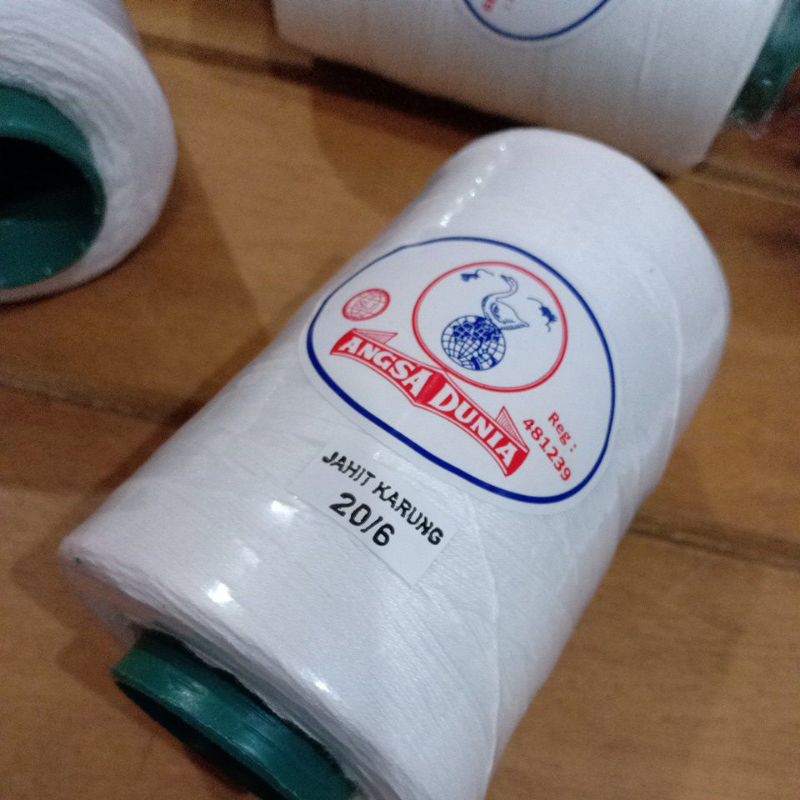 ANGSA DUNIA
Reg :
481239
JAHIT KARUNG
20/6